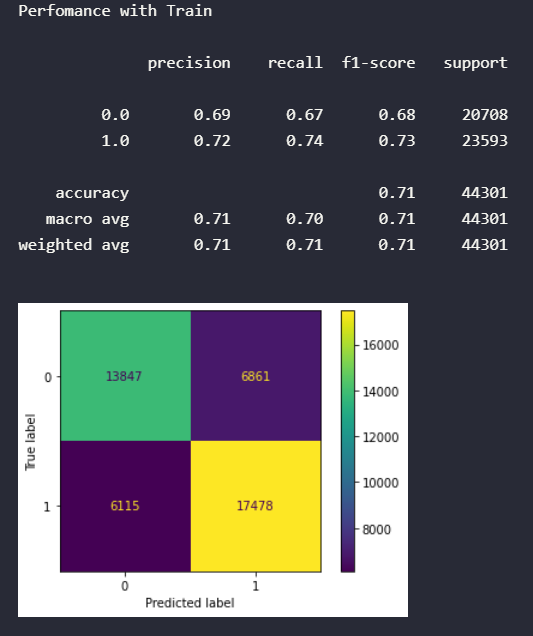 Perfomance with Train
precision recall f1-score support
0.0 0.69 0.67 0.68 20708
1.0 0.72 0.74 0.73 23593
accuracy 0.71 44301
macro avg 0.71 0.70 0.71 44301
weighted avg 0.71 0.71 0.71 44301
16000
0 13847 6861
14000
12000
True label
10000
1 6115 17478
8000
0 1
Predicted label